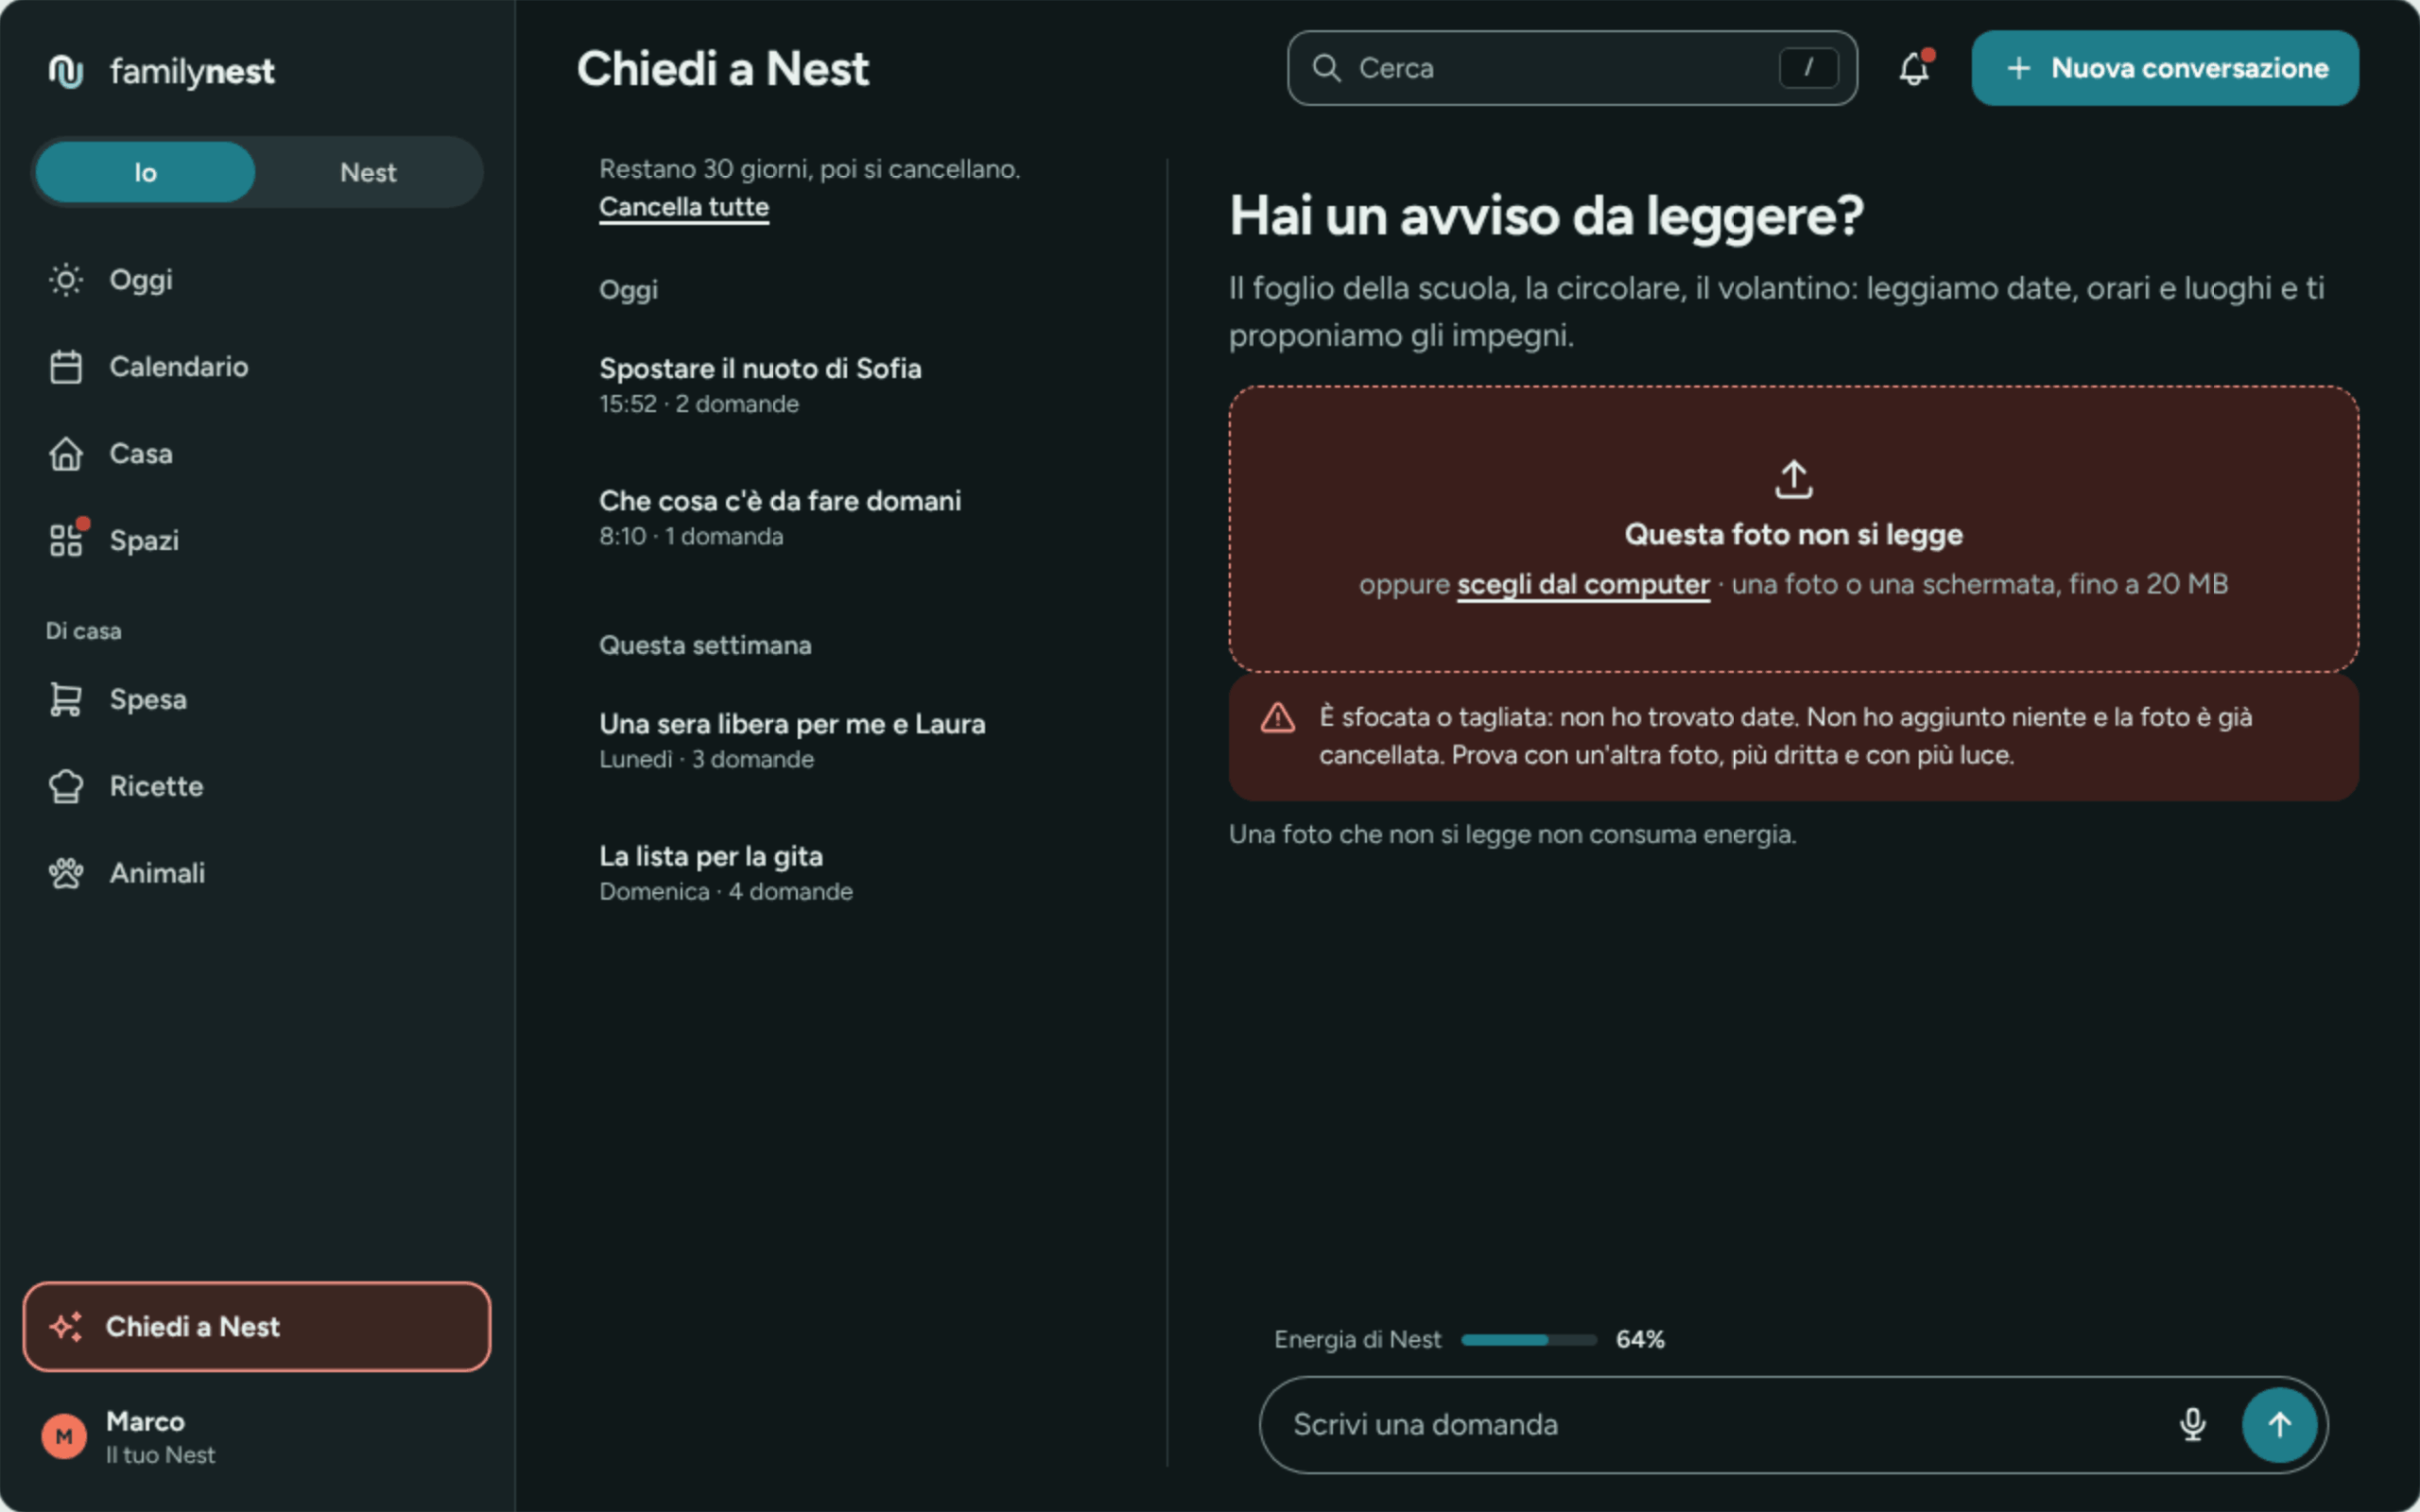 familynest
Io
Nest
Oggi
Calendario
Casa
Spazi
Di casa
Spesa
Ricette
Animali
Chiedi a Nest
M
Marco
Il tuo Nest
Chiedi a Nest
Cerca
/
Nuova conversazione
Restano 30 giorni, poi si cancellano.
Cancella tutte
Oggi
Spostare il nuoto di Sofia
15:52 · 2 domande
Che cosa c'è da fare domani
8:10 · 1 domanda
Questa settimana
Una sera libera per me e Laura
Lunedì · 3 domande
La lista per la gita
Domenica · 4 domande
Hai un avviso da leggere?
Il foglio della scuola, la circolare, il volantino: leggiamo date, orari e luoghi e ti
proponiamo gli impegni.
Questa foto non si legge
oppure scegli dal computer · una foto o una schermata, fino a 20 MB
È sfocata o tagliata: non ho trovato date. Non ho aggiunto niente e la foto è già
cancellata. Prova con un'altra foto, più dritta e con più luce.
Una foto che non si legge non consuma energia.
Energia di Nest
64%
Scrivi una domanda